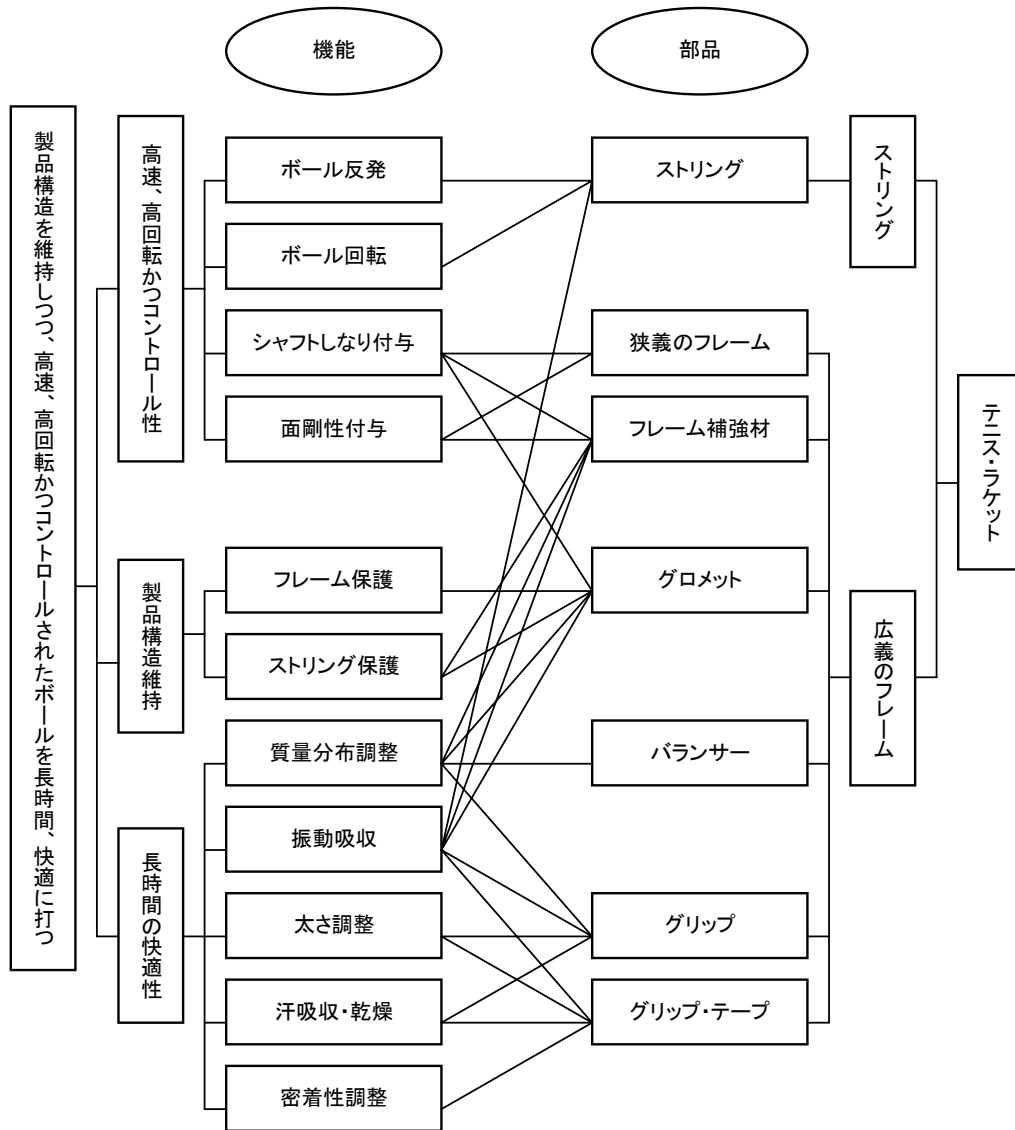 機能
部品
製品構造を維持しつつ、高速、高回転かつコントロールされたボールを長時間、快適に打つ
高速、高回転かつコントロール性
製品構造維持
長時間の快適性
ボール反発
ボール回転
シャフトしなり付与
面剛性付与
フレーム保護
ストリング保護
質量分布調整
振動吸収
太さ調整
汗吸収・乾燥
密着性調整
ストリング
狭義のフレーム
フレーム補強材
グロメット
バランサー
グリップ
グリップ・テープ
ストリング
広義のフレーム
テニス・ラケット